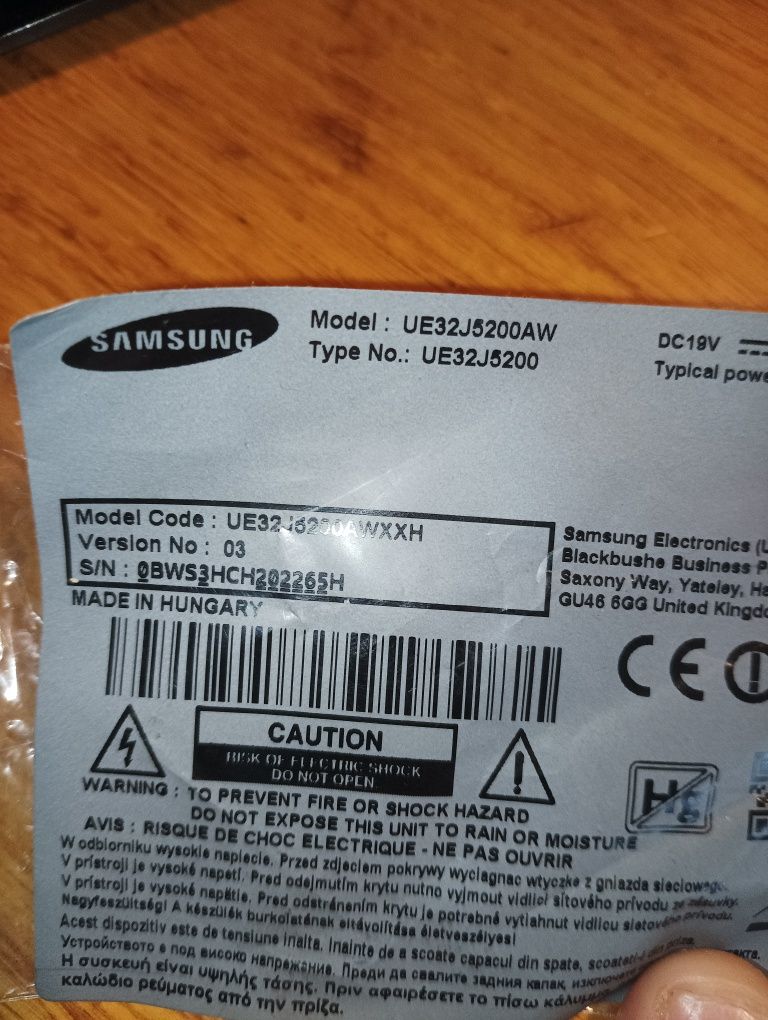 SAMSUNG
Model : UE32J5200AW
Type No.: UE32J5200
DC19V
Typical powe
Model Code : UE32J5200AWXXH
Version No : 03
S/N : 0BWS3HCH202265H
MADE IN HUNGARY
Samsung Electronics (U
Blackbushe Business P
Saxony Way, Yateley, Ha
GU46 6GG United Kingdo
CE
CAUTION
RISK OF ELECTRIC SHOCK
DO NOT OPEN
Hg
WARNING : TO PREVENT FIRE OR SHOCK HAZARD
DO NOT EXPOSE THIS UNIT TO RAIN OR MOISTURE
AVIS : RISQUE DE CHOC ELECTRIQUE - NE PAS OUVRIR
W odbiorniku wysokie napiecie. Przed zdjeciem pokrywy wyciagnac wtyczke z gniazda sieciowego.
V prístroji je vysoké napetí. Pred odejmutím krytu nutno vyjmout vidlici sítového prívodu ze zásuvky.
V prístroji je vysoké napätie. Pred odstránením krytu je potrebné vytiahnut vidlicu sietového prívodu.
Nagyfeszültség! A készülék burkolatának eltávolítása életveszélyes!
Acest dispozitiv este de tensiune inalta. Inainte de a scoate capacul din spate, scoateti-l din priza.
Устройството е под високо напрежение. Преди да свалите задния капак, изключете
Η συσκευή είναι υψηλής τάσης. Πριν αφαιρέσετε το πίσω κάλυμμα
καλώδιο ρεύματος από την πρίζα.